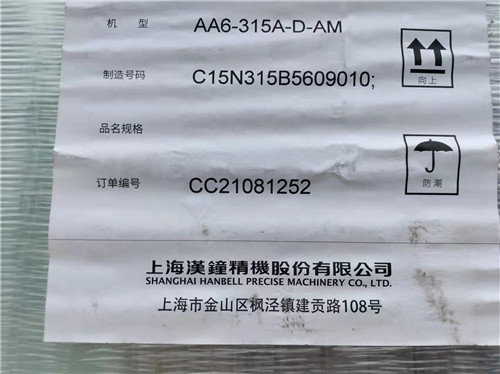 机 型 AA6-315A-D-AM
制造号码 C15N315B5609010;
向上
品名规格
订单编号 CC21081252
防潮
上海漢鐘精機股份有限公司
SHANGHAI HANBELL PRECISE MACHINERY CO., LTD.
上海市金山区枫泾镇建贡路108号